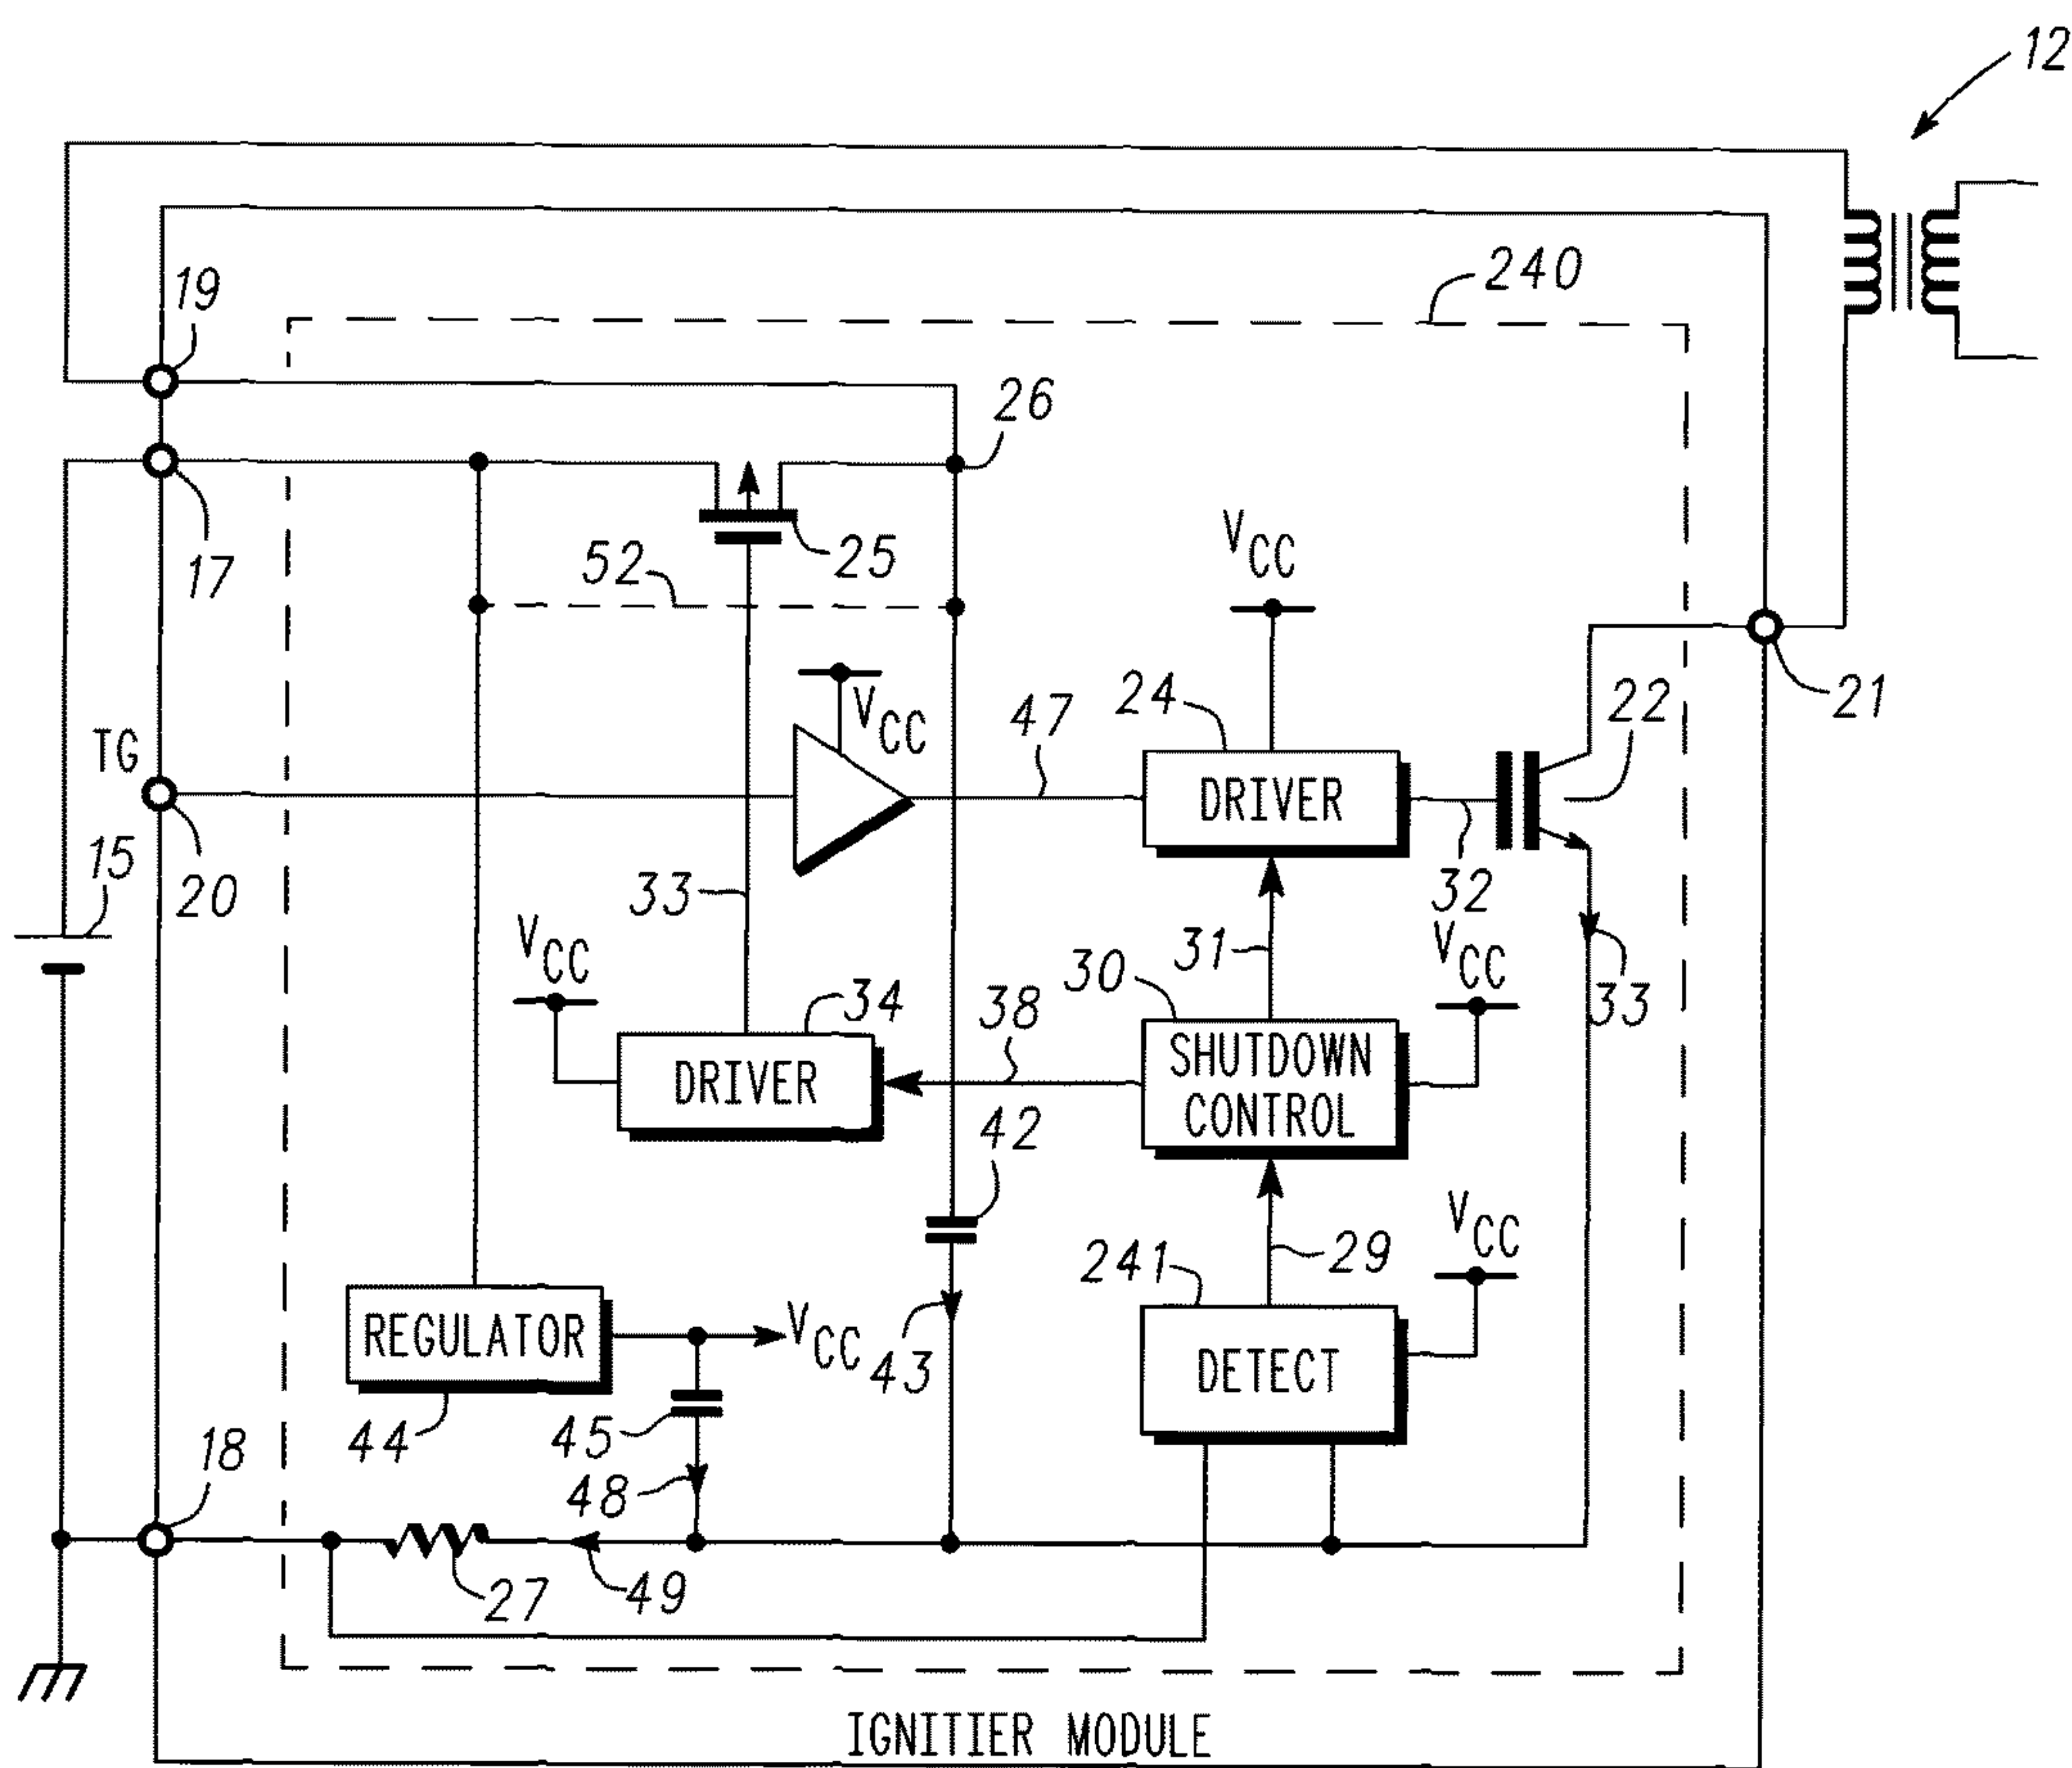 12
240
19
26
17
25
52
VCC
21
22
24
47
VCC
TG
20
15
DRIVER
32
33
31
VCC
VCC
33
30
38
34
DRIVER
SHUTDOWN
CONTROL
42
29
241
VCC
REGULATOR
VCC
43
DETECT
44
45
18
48
27
49
IGNITIER MODULE